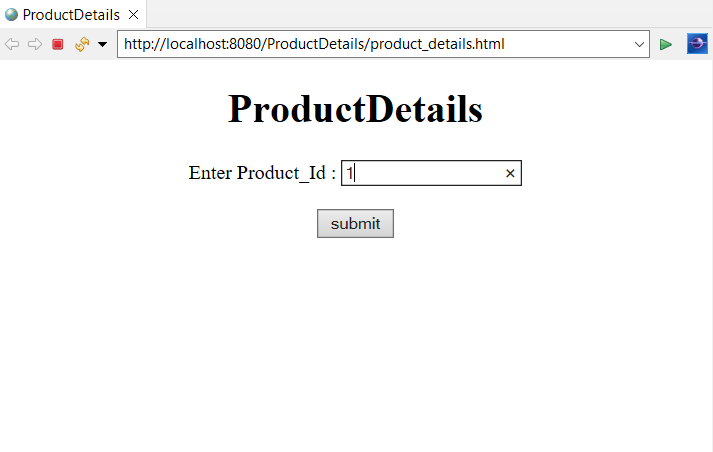 ProductDetails
http://localhost:8080/ProductDetails/product_details.html
ProductDetails
Enter Product_Id : 1
submit